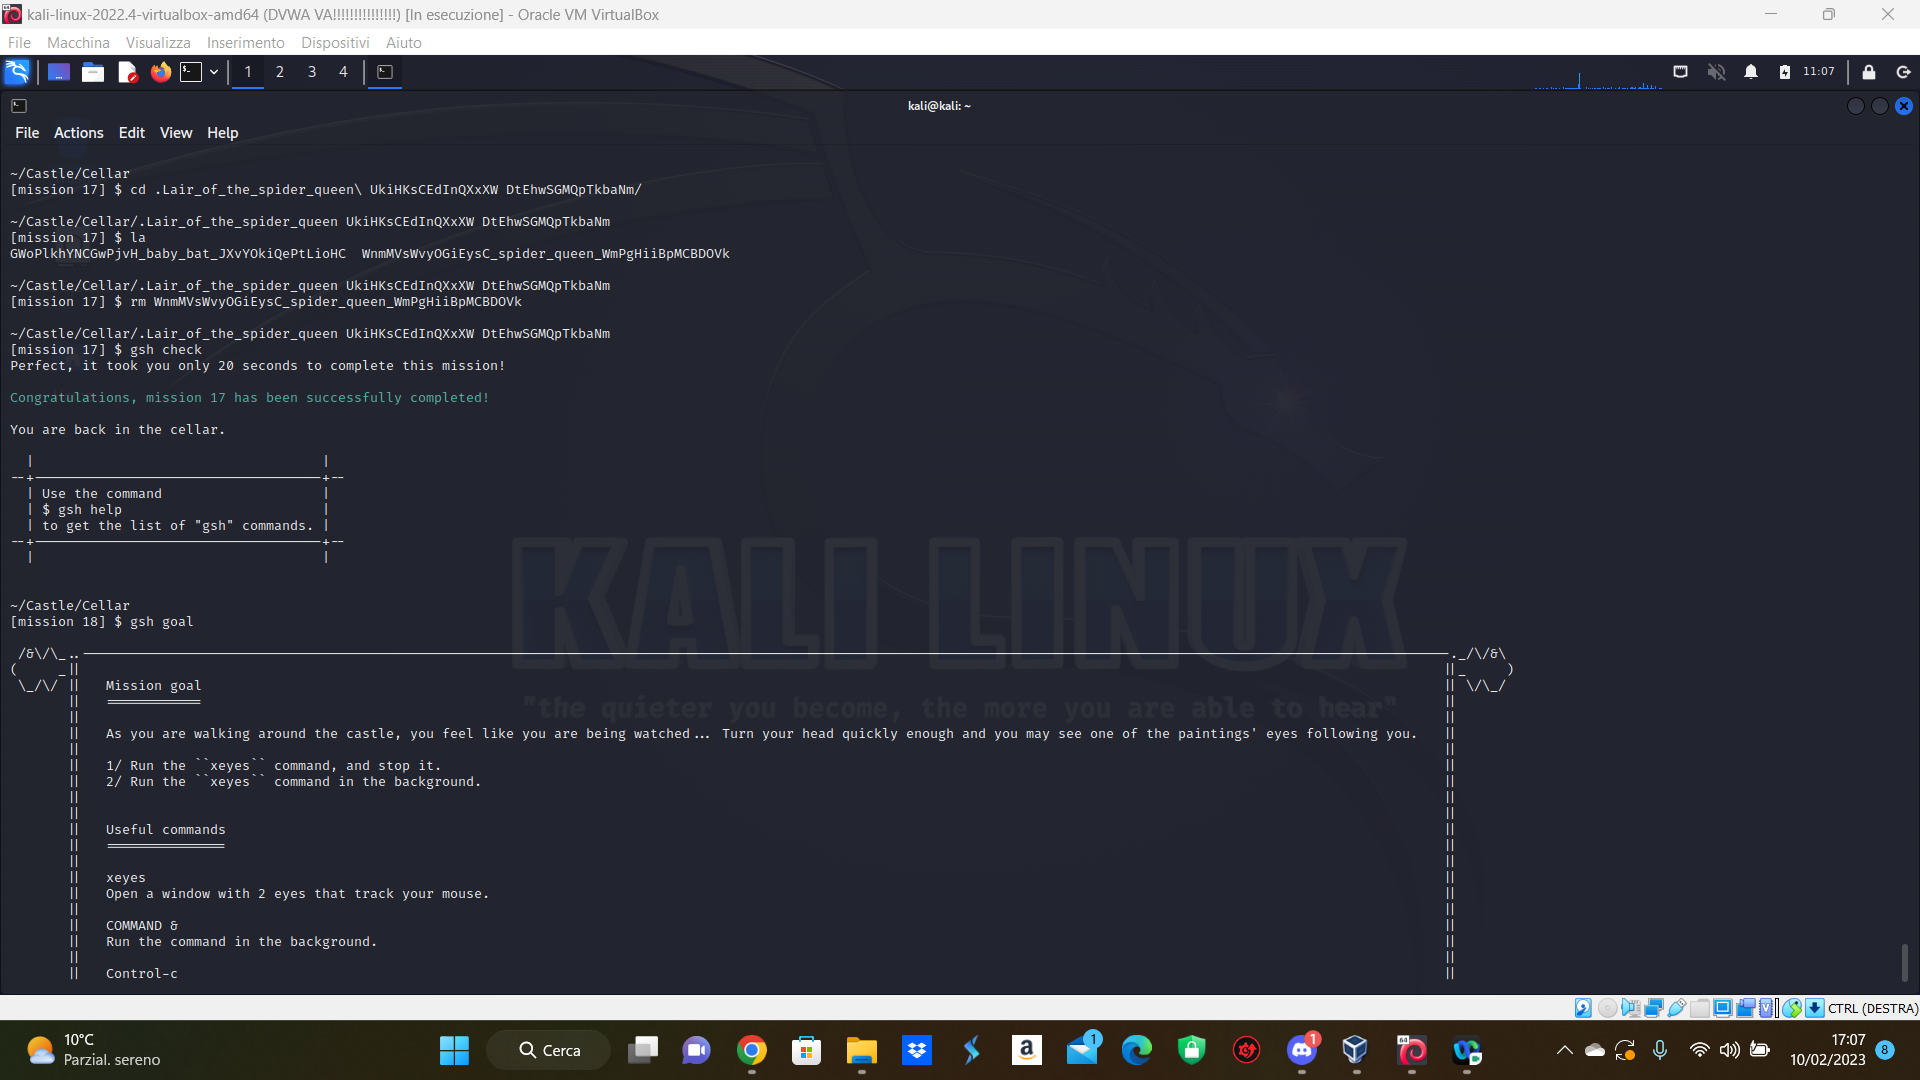 kali-linux-2022.4-virtualbox-amd64 (DVWA VA!!!!!!!!!!!!!!!) [In esecuzione] - Oracle VM VirtualBox
File Macchina Visualizza Inserimento Dispositivi Aiuto
1 2 3 4 11:07
kali@kali: ~
File Actions Edit View Help
~/Castle/Cellar
[mission 17] $ cd .Lair_of_the_spider_queen\ UkiHKsCEdInQXxXW DtEhwSGMQpTkbaNm/
~/Castle/Cellar/.Lair_of_the_spider_queen UkiHKsCEdInQXxXW DtEhwSGMQpTkbaNm
[mission 17] $ la
GWoPlkhYNCGwPjvH_baby_bat_JXvYOkiQePtLioHC  WnmMVsWvyOGiEysC_spider_queen_WmPgHiiBpMCBDOVk
~/Castle/Cellar/.Lair_of_the_spider_queen UkiHKsCEdInQXxXW DtEhwSGMQpTkbaNm
[mission 17] $ rm WnmMVsWvyOGiEysC_spider_queen_WmPgHiiBpMCBDOVk
~/Castle/Cellar/.Lair_of_the_spider_queen UkiHKsCEdInQXxXW DtEhwSGMQpTkbaNm
[mission 17] $ gsh check
Perfect, it took you only 20 seconds to complete this mission!
Congratulations, mission 17 has been successfully completed!
You are back in the cellar.
Use the command
$ gsh help
to get the list of "gsh" commands.
KALI LINUX
"the quieter you become, the more you are able to hear"
~/Castle/Cellar
[mission 18] $ gsh goal
Mission goal
============
As you are walking around the castle, you feel like you are being watched... Turn your head quickly enough and you may see one of the paintings' eyes following you.
1/ Run the ``xeyes`` command, and stop it.
2/ Run the ``xeyes`` command in the background.
Useful commands
===============
xeyes
Open a window with 2 eyes that track your mouse.
COMMAND &
Run the command in the background.
Control-c
CTRL (DESTRA)
10°C
Parzial. sereno
Cerca
1
1
17:07
10/02/2023
8